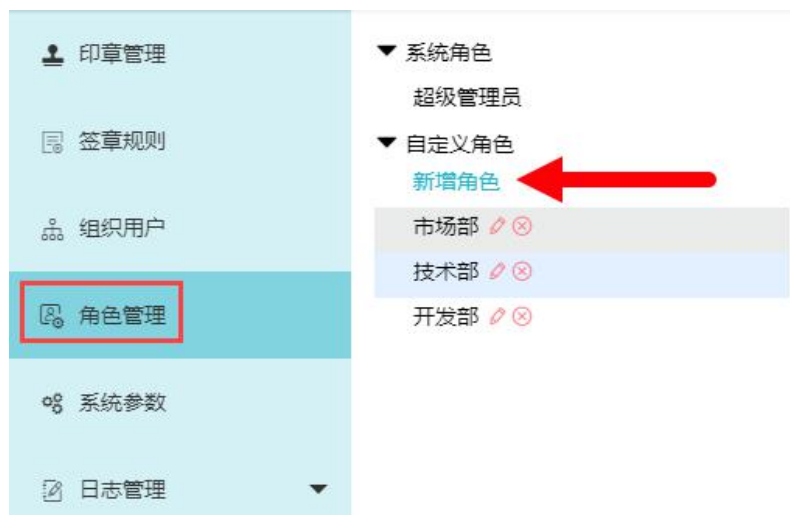 印章管理
签章规则
组织用户
角色管理
系统参数
日志管理
系统角色
超级管理员
自定义角色
新增角色
市场部
技术部
开发部